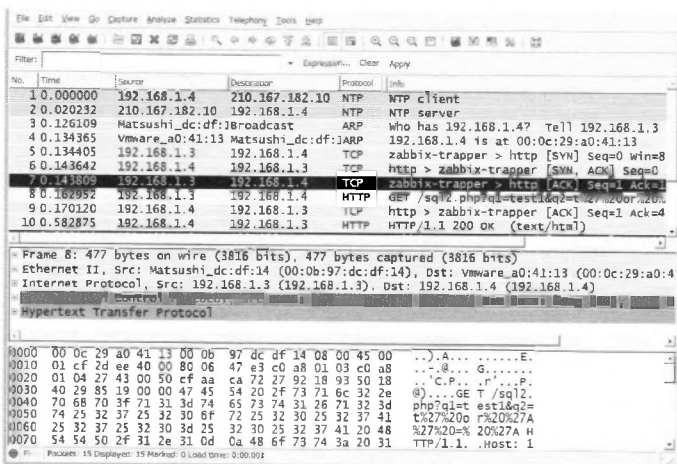 File Edit View Go Capture Analyze Statistics Telephony Tools Help
Filter: Expression... Clear Apply
No. Time Source Destination Protocol Info
1 0.000000 192.168.1.4 210.167.182.10 NTP NTP client
2 0.020232 210.167.182.10 192.168.1.4 NTP NTP server
3 0.126109 Matsushi_dc:df:1 Broadcast ARP Who has 192.168.1.4? Tell 192.168.1.3
4 0.134365 Vmware_a0:41:13 Matsushi_dc:df:1 ARP 192.168.1.4 is at 00:0c:29:a0:41:13
5 0.134405 192.168.1.3 192.168.1.4 TCP zabbix-trapper > http [SYN] Seq=0 Win=8
6 0.143642 192.168.1.4 192.168.1.3 TCP http > zabbix-trapper [SYN, ACK] Seq=0
7 0.143809 192.168.1.3 192.168.1.4 TCP zabbix-trapper > http [ACK] Seq=1 Ack=1
8 0.162952 192.168.1.3 192.168.1.4 HTTP GET /sql2.php?q1=test1&q2=t%27%20or%20%
9 0.170120 192.168.1.4 192.168.1.3 TCP http > zabbix-trapper [ACK] Seq=1 Ack=4
10 0.582875 192.168.1.4 192.168.1.3 HTTP HTTP/1.1 200 OK (text/html)
Frame 8: 477 bytes on wire (3816 bits), 477 bytes captured (3816 bits)
Ethernet II, Src: Matsushi_dc:df:14 (00:0b:97:dc:df:14), Dst: Vmware_a0:41:13 (00:0c:29:a0:4
Internet Protocol, Src: 192.168.1.3 (192.168.1.3), Dst: 192.168.1.4 (192.168.1.4)
Hypertext Transfer Protocol
0000 00 0c 29 a0 41 13 00 0b 97 dc df 14 08 00 45 00 ..).A... ......E.
0010 01 cf 2d ee 40 00 80 06 47 e3 c0 a8 01 03 c0 a8 ..-.@... G.......
0020 01 04 27 43 00 50 cf aa ca 72 27 92 18 93 50 18 ..'C.P.. .r'...P.
0030 40 29 85 19 00 00 47 45 54 20 2f 73 71 6c 32 2e @)....GE T /sql2.
0040 70 68 70 3f 71 31 3d 74 65 73 74 31 26 71 32 3d php?q1=t est1&q2=
0050 74 25 32 37 25 32 30 6f 72 25 32 30 25 32 37 41 t%27%20o r%20%27A
0060 25 32 37 25 32 30 3d 25 32 30 25 32 37 41 20 48 %27%20=% 20%27A H
0070 54 54 50 2f 31 2e 31 0d 0a 48 6f 73 74 3a 20 31 TTP/1.1. .Host: 1
Packets: 15 Displayed: 15 Marked: 0 Load time: 0:00.001